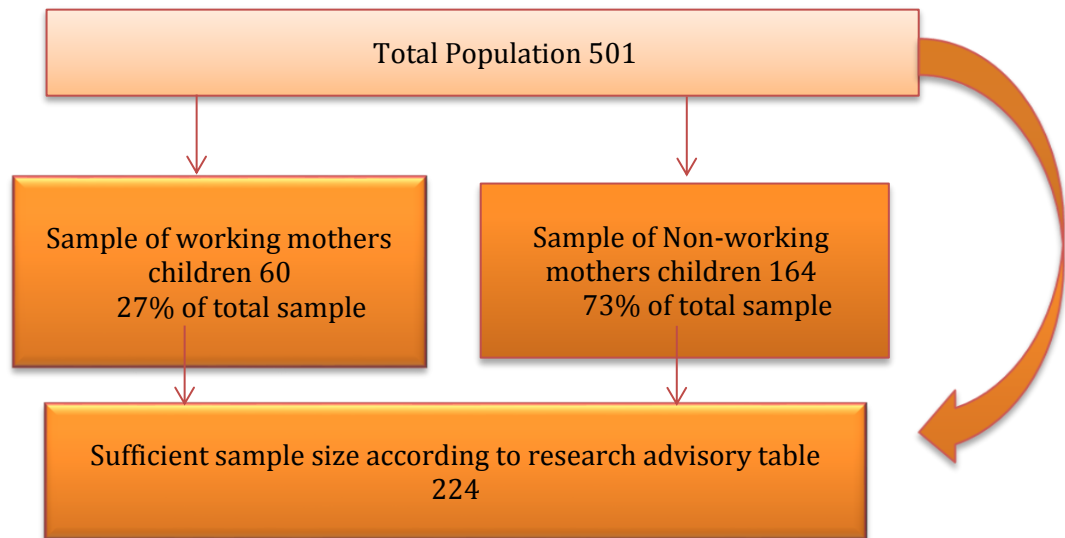 Total Population 501
Sample of working mothers
children 60
27% of total sample
Sample of Non-working
mothers children 164
73% of total sample
Sufficient sample size according to research advisory table
224